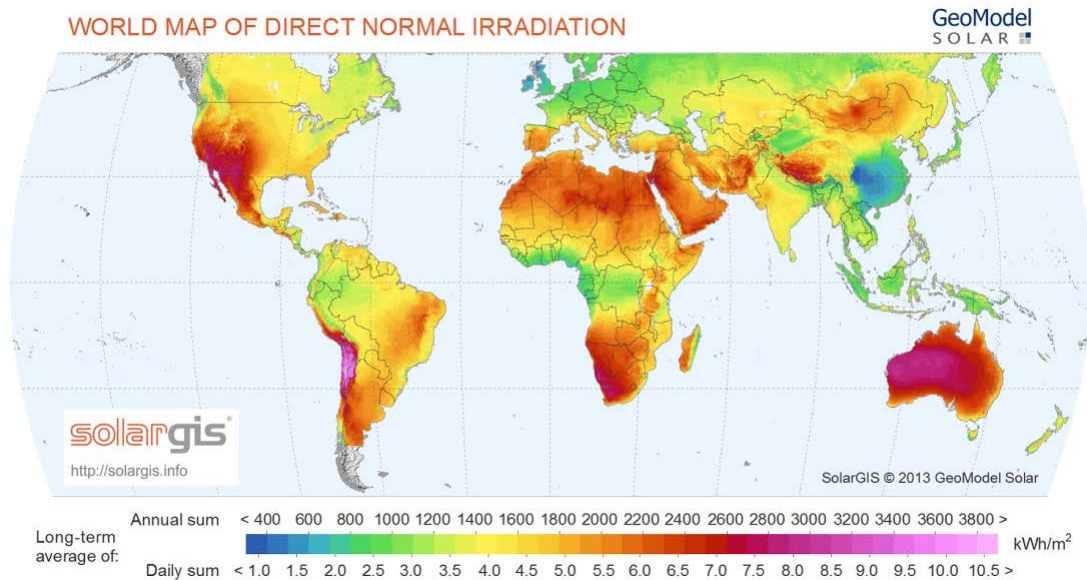 WORLD MAP OF DIRECT NORMAL IRRADIATION
GeoModel
SOLAR
solargis
http://solargis.info
SolarGIS © 2013 GeoModel Solar
Annual sum < 400 600 800 1000 1200 1400 1600 1800 2000 2200 2400 2600 2800 3000 3200 3400 3600 3800 >
Long-term
average of:
kWh/m²
Daily sum < 1.0 1.5 2.0 2.5 3.0 3.5 4.0 4.5 5.0 5.5 6.0 6.5 7.0 7.5 8.0 8.5 9.0 9.5 10.0 10.5 >